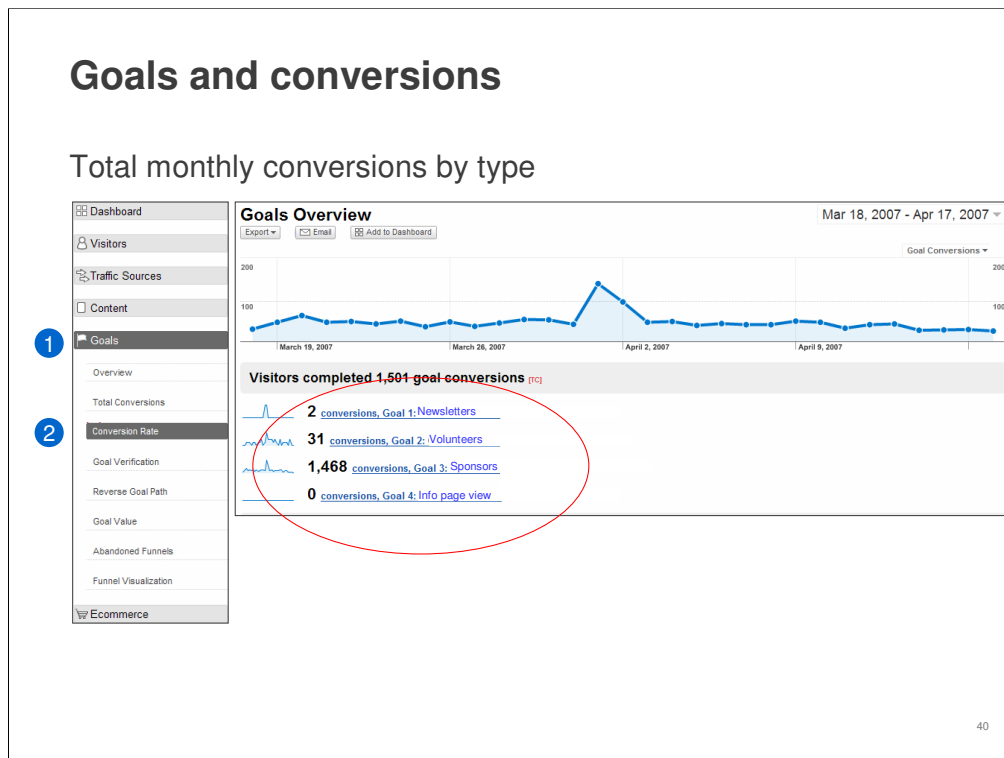 Goals and conversions
Total monthly conversions by type
Dashboard
Visitors
Traffic Sources
Content
1
Goals
Overview
Total Conversions
2
Conversion Rate
Goal Verification
Reverse Goal Path
Goal Value
Abandoned Funnels
Funnel Visualization
Ecommerce
Goals Overview
Mar 18, 2007 - Apr 17, 2007
Export
Email
Add to Dashboard
Goal Conversions
200
200
100
100
March 19, 2007
March 26, 2007
April 2, 2007
April 9, 2007
Visitors completed 1,501 goal conversions [TC]
2 conversions, Goal 1: Newsletters
31 conversions, Goal 2: Volunteers
1,468 conversions, Goal 3: Sponsors
0 conversions, Goal 4: Info page view
40